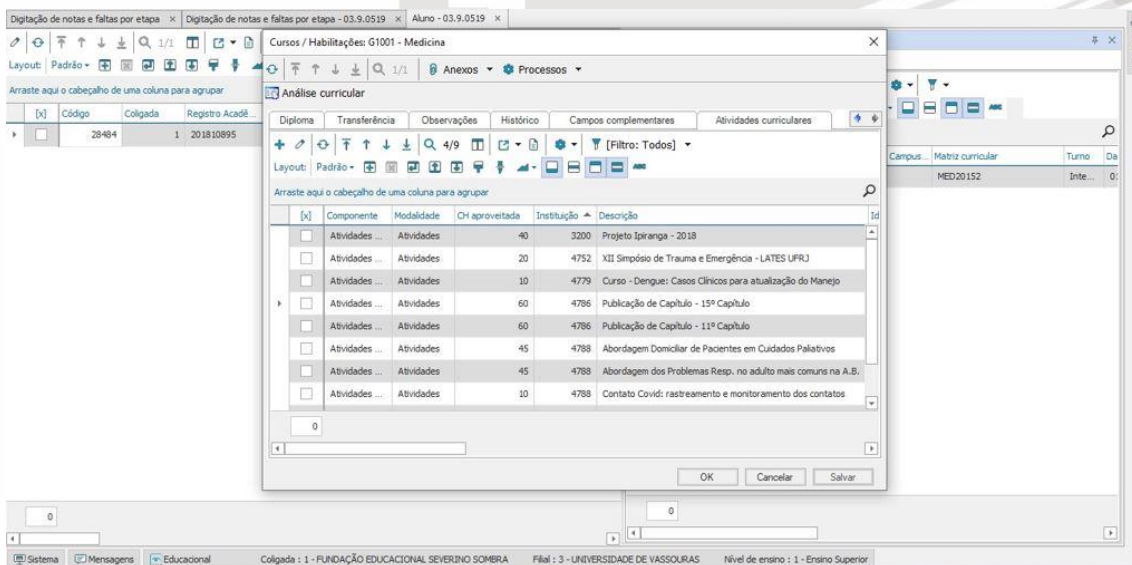 Digitação de notas e faltas por etapa × Digitação de notas e faltas por etapa - 03.9.0519 × Aluno - 03.9.0519 ×
1/1
Layout: Padrão
Arraste aqui o cabeçalho de uma coluna para agrupar
[x] Código Coligada Registro Acadê...
28484 1 201810895
0
Cursos / Habilitações: G1001 - Medicina
1/1 Anexos Processos
Análise curricular
Diploma Transferência Observações Histórico Campos complementares Atividades curriculares
4/9 [Filtro: Todos]
Layout: Padrão ABC
Arraste aqui o cabeçalho de uma coluna para agrupar
[x] Componente Modalidade CH aproveitada Instituição Descrição Id
Atividades ... Atividades 40 3200 Projeto Ipiranga - 2018
Atividades ... Atividades 20 4752 XII Simpósio de Trauma e Emergência - LATES UFRJ
Atividades ... Atividades 10 4779 Curso - Dengue: Casos Clínicos para atualização do Manejo
Atividades ... Atividades 60 4786 Publicação de Capítulo - 15º Capítulo
Atividades ... Atividades 60 4786 Publicação de Capítulo - 11º Capítulo
Atividades ... Atividades 45 4788 Abordagem Domiciliar de Pacientes em Cuidados Paliativos
Atividades ... Atividades 45 4788 Abordagem dos Problemas Resp. no adulto mais comuns na A.B.
Atividades ... Atividades 10 4788 Contato Covid: rastreamento e monitoramento dos contatos
0
OK Cancelar Salvar
ABC
Campus... Matriz curricular Turno Da
MED20152 Inte... 0
0
Sistema Mensagens Educacional Coligada : 1 - FUNDAÇÃO EDUCACIONAL SEVERINO SOMBRA Filial : 3 - UNIVERSIDADE DE VASSOURAS Nível de ensino : 1 - Ensino Superior